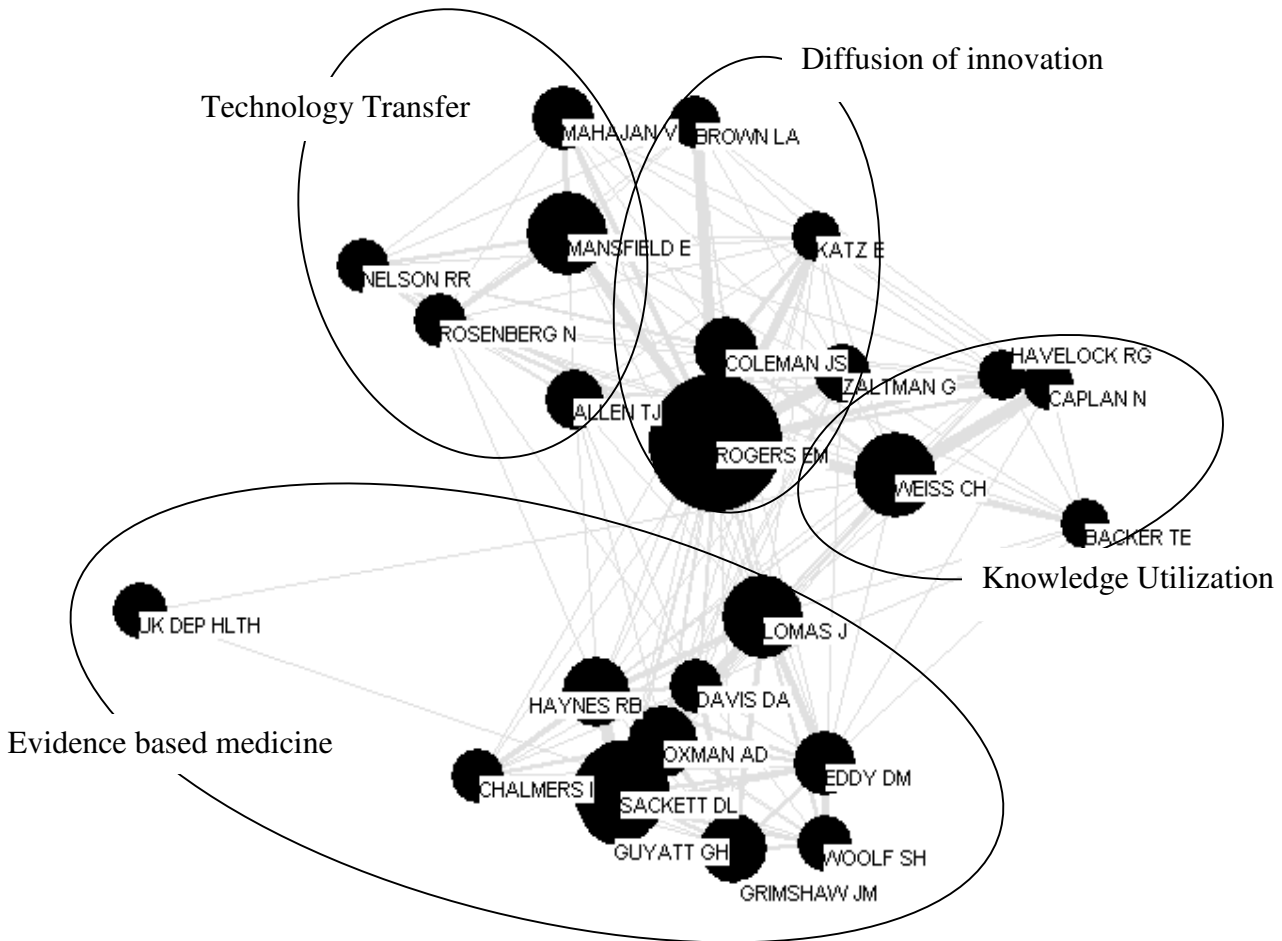 Diffusion of innovation
Technology Transfer
MAHAJAN V
BROWN LA
MANSFIELD E
KATZ E
NELSON RR
ROSENBERG N
COLEMAN JS
HAVELOCK RG
ZALTMAN G
CAPLAN N
ALLEN TJ
ROGERS EM
WEISS CH
BACKER TE
Knowledge Utilization
UK DEP HLTH
LOMAS J
DAVIS DA
HAYNES RB
Evidence based medicine
OXMAN AD
EDDY DM
CHALMERS I
SACKETT DL
GUYATT GH
WOOLF SH
GRIMSHAW JM